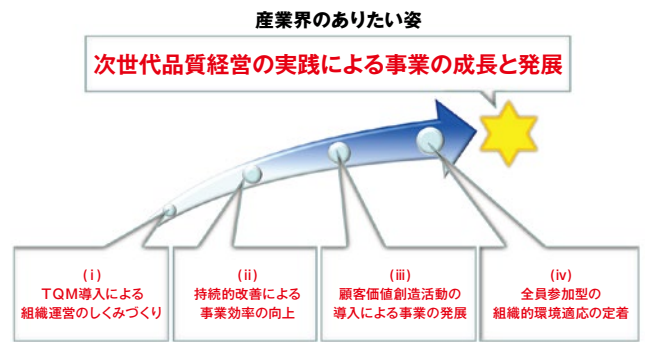 産業界のありたい姿
次世代品質経営の実践による事業の成長と発展
(ⅰ)
TQM導入による
組織運営のしくみづくり
(ⅱ)
持続的改善による
事業効率の向上
(ⅲ)
顧客価値創造活動の
導入による事業の発展
(ⅳ)
全員参加型の
組織的環境適応の定着